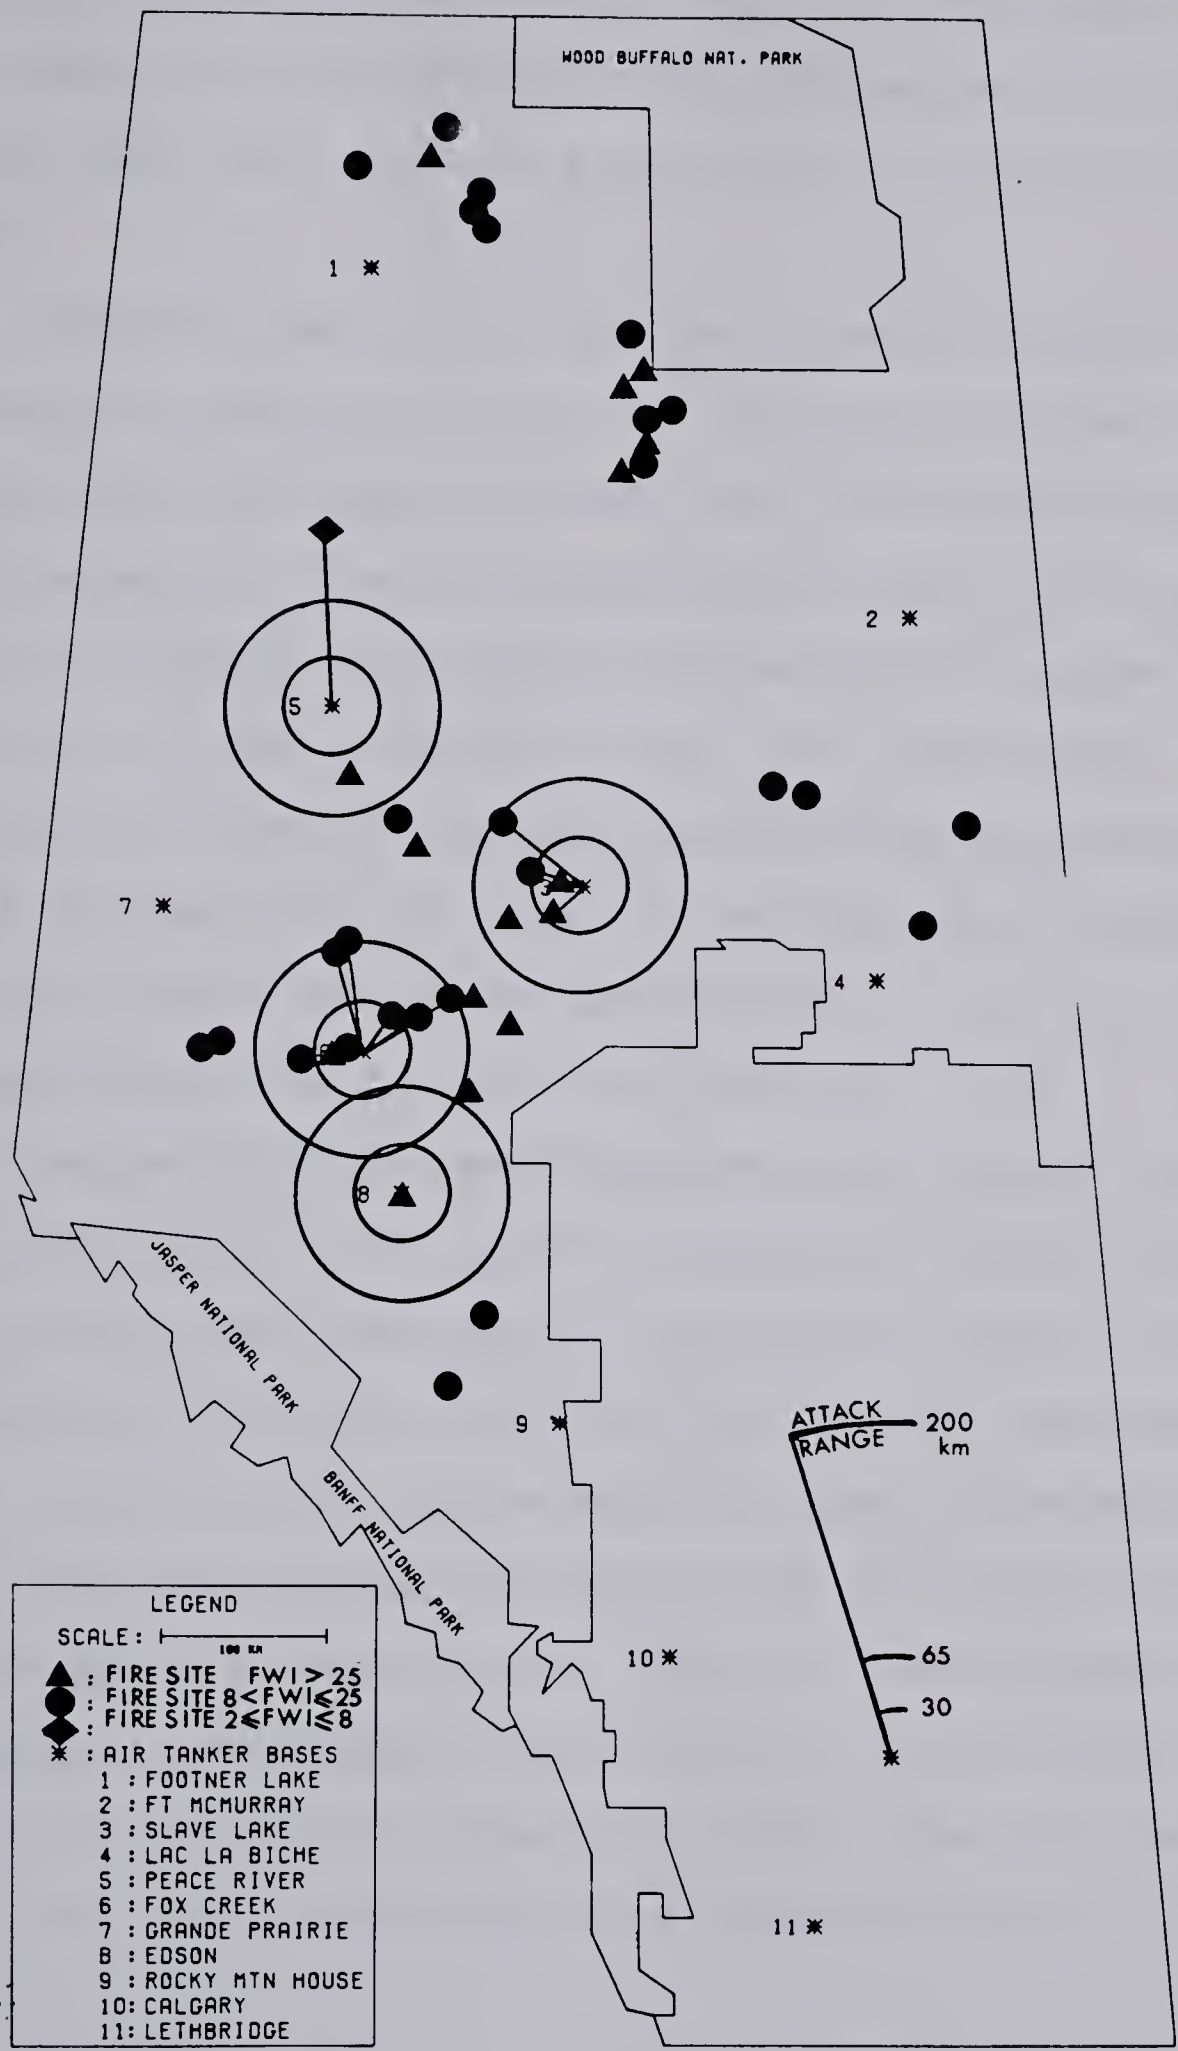 WOOD BUFFALO NAT. PARK
1
2
5
3
7
4
8
JASPER NATIONAL PARK
9
ATTACK RANGE 200 km
BANFF NATIONAL PARK
65
30
10
11
LEGEND
SCALE: 100 KM
: FIRE SITE FWI > 25
: FIRE SITE 8 < FWI ≤ 25
: FIRE SITE 2 ≤ FWI ≤ 8
: AIR TANKER BASES
1 : FOOTNER LAKE
2 : FT MCMURRAY
3 : SLAVE LAKE
4 : LAC LA BICHE
5 : PEACE RIVER
6 : FOX CREEK
7 : GRANDE PRAIRIE
8 : EDSON
9 : ROCKY MTN HOUSE
10: CALGARY
11: LETHBRIDGE